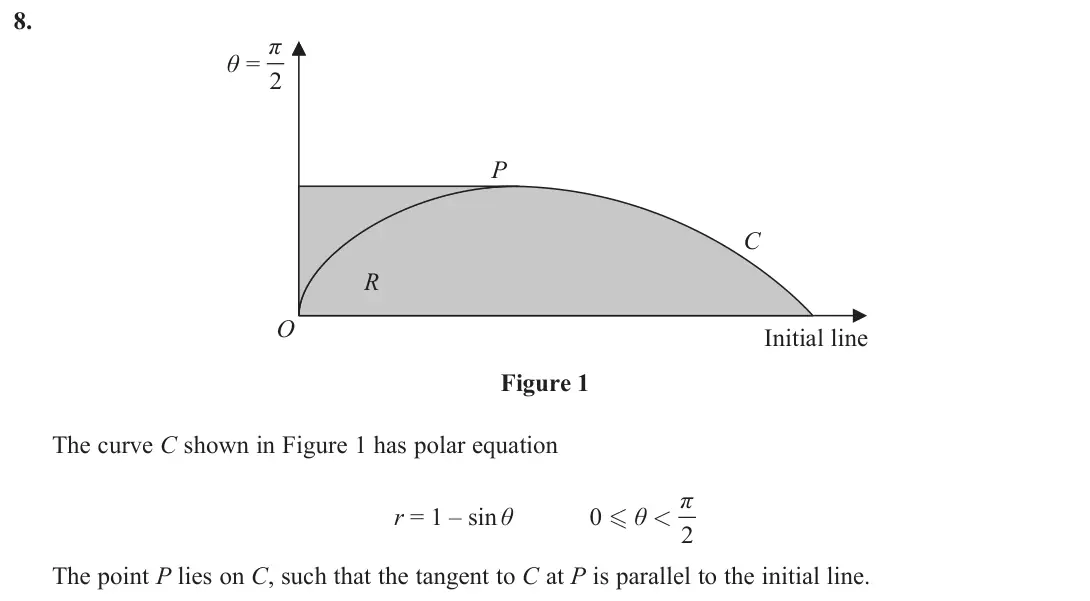 8.
θ = π/2
P
C
R
O
Initial line
Figure 1
The curve C shown in Figure 1 has polar equation
r = 1 – sin θ 0 ⩽ θ < π/2
The point P lies on C, such that the tangent to C at P is parallel to the initial line.